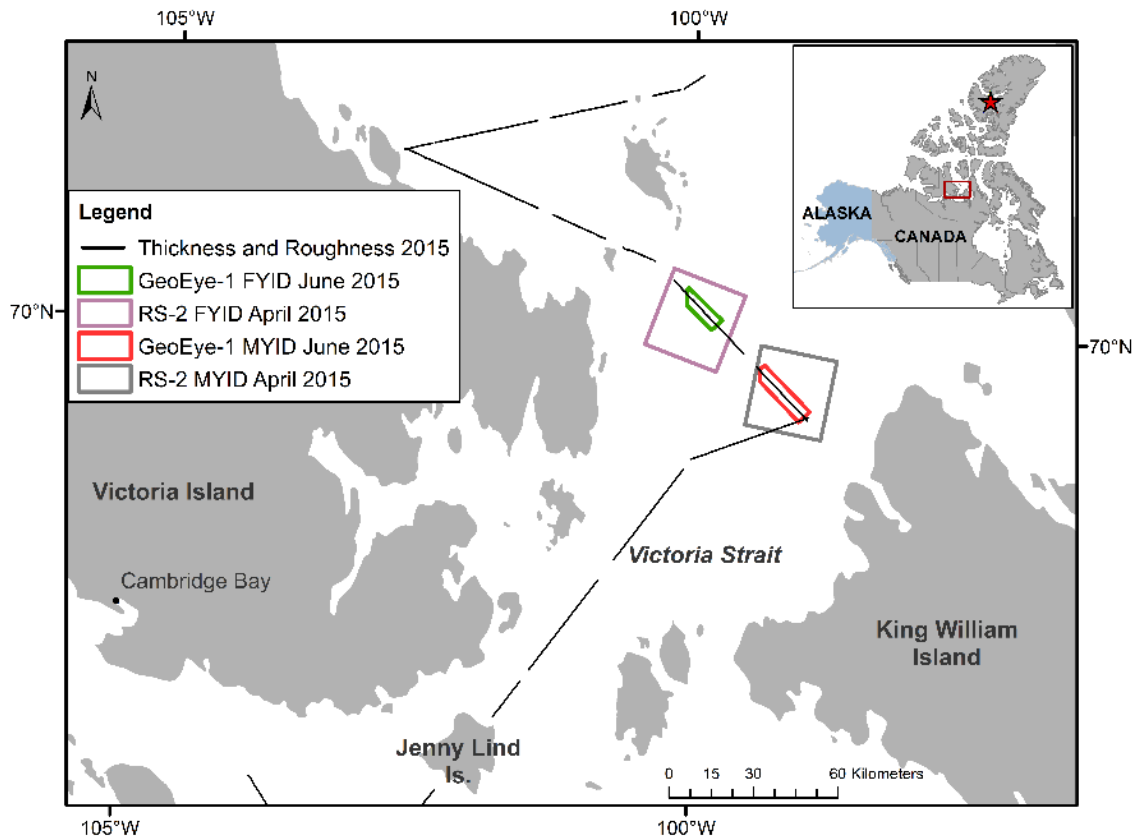 105°W
100°W
N
ALASKA
CANADA
Legend
Thickness and Roughness 2015
GeoEye-1 FYID June 2015
RS-2 FYID April 2015
GeoEye-1 MYID June 2015
RS-2 MYID April 2015
70°N
70°N
Victoria Island
Victoria Strait
Cambridge Bay
King William
Island
Jenny Lind
Is.
0 15 30 60 Kilometers
105°W
100°W